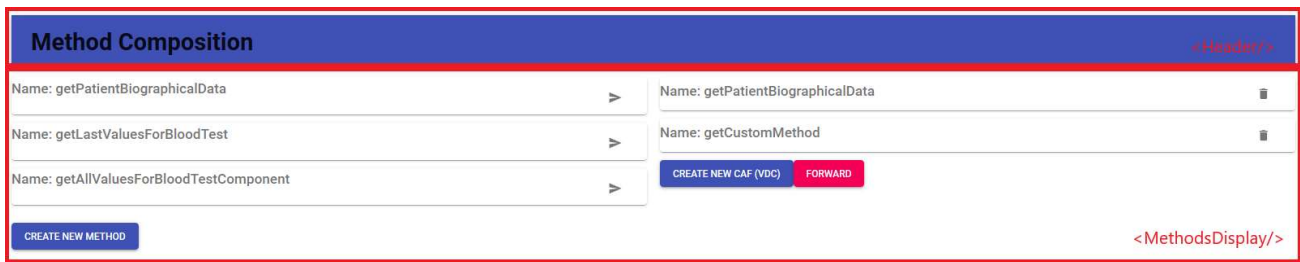 Method Composition
<Header/>
Name: getPatientBiographicalData
Name: getLastValuesForBloodTest
Name: getAllValuesForBloodTestComponent
CREATE NEW METHOD
Name: getPatientBiographicalData
Name: getCustomMethod
CREATE NEW CAF (VDC) FORWARD
<MethodsDisplay/>